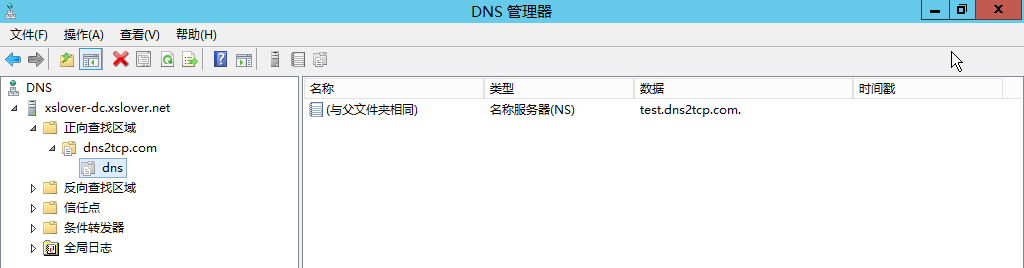 DNS 管理器
文件(F) 操作(A) 查看(V) 帮助(H)
DNS
xslover-dc.xslover.net
正向查找区域
dns2tcp.com
dns
反向查找区域
信任点
条件转发器
全局日志
名称 类型 数据 时间戳
(与父文件夹相同) 名称服务器(NS) test.dns2tcp.com.